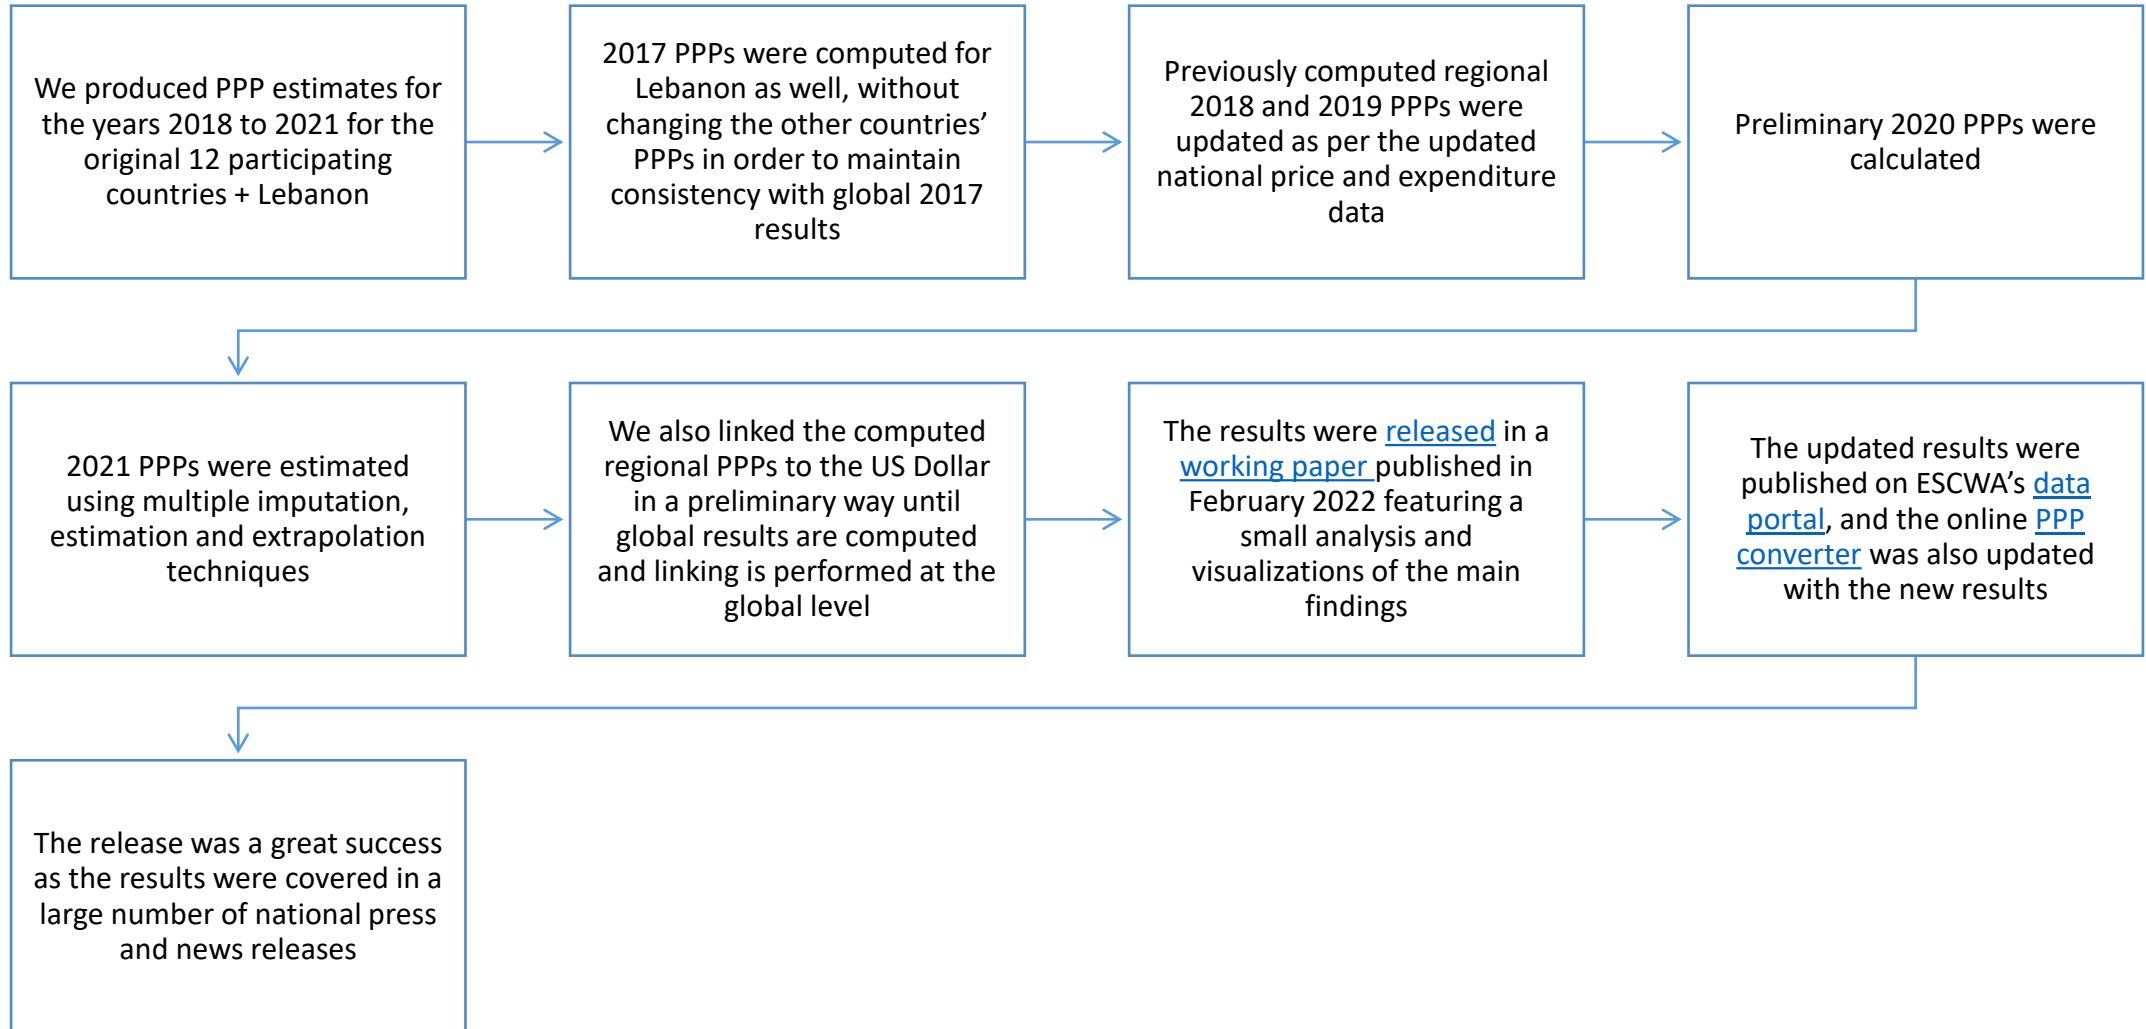 We produced PPP estimates for
the years 2018 to 2021 for the
original 12 participating
countries + Lebanon
2017 PPPs were computed for
Lebanon as well, without
changing the other countries’
PPPs in order to maintain
consistency with global 2017
results
Previously computed regional
2018 and 2019 PPPs were
updated as per the updated
national price and expenditure
data
Preliminary 2020 PPPs were
calculated
2021 PPPs were estimated
using multiple imputation,
estimation and extrapolation
techniques
We also linked the computed
regional PPPs to the US Dollar
in a preliminary way until
global results are computed
and linking is performed at the
global level
The results were released in a
working paper published in
February 2022 featuring a
small analysis and
visualizations of the main
findings
The updated results were
published on ESCWA’s data
portal, and the online PPP
converter was also updated
with the new results
The release was a great success
as the results were covered in a
large number of national press
and news releases